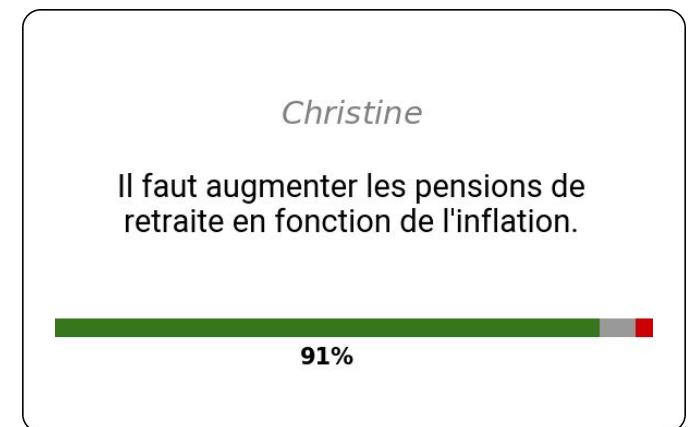 Christine
Il faut augmenter les pensions de
retraite en fonction de l'inflation.
91%